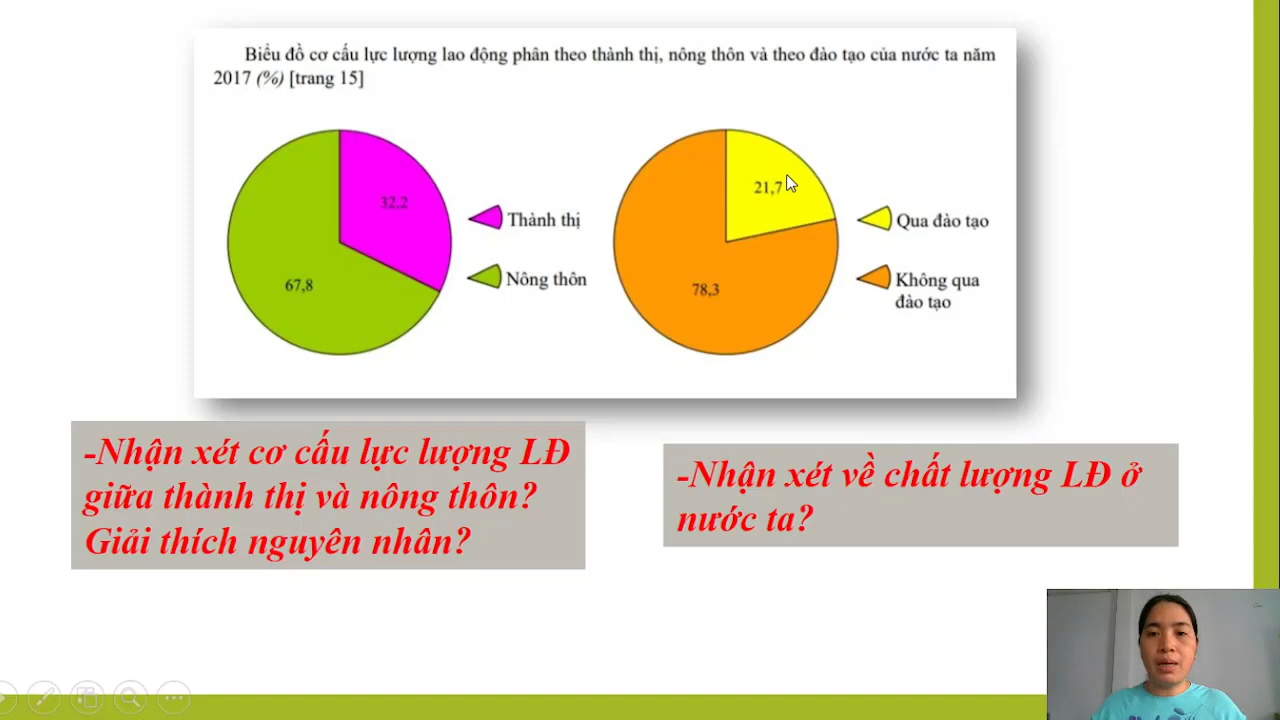 Biểu đồ cơ cấu lực lượng lao động phân theo thành thị, nông thôn và theo đào tạo của nước ta năm
2017 (%) [trang 15]
32,2
67,8
Thành thị
Nông thôn
21,7
78,3
Qua đào tạo
Không qua
đào tạo
-Nhận xét cơ cấu lực lượng LĐ
giữa thành thị và nông thôn?
Giải thích nguyên nhân?
-Nhận xét về chất lượng LĐ ở
nước ta?